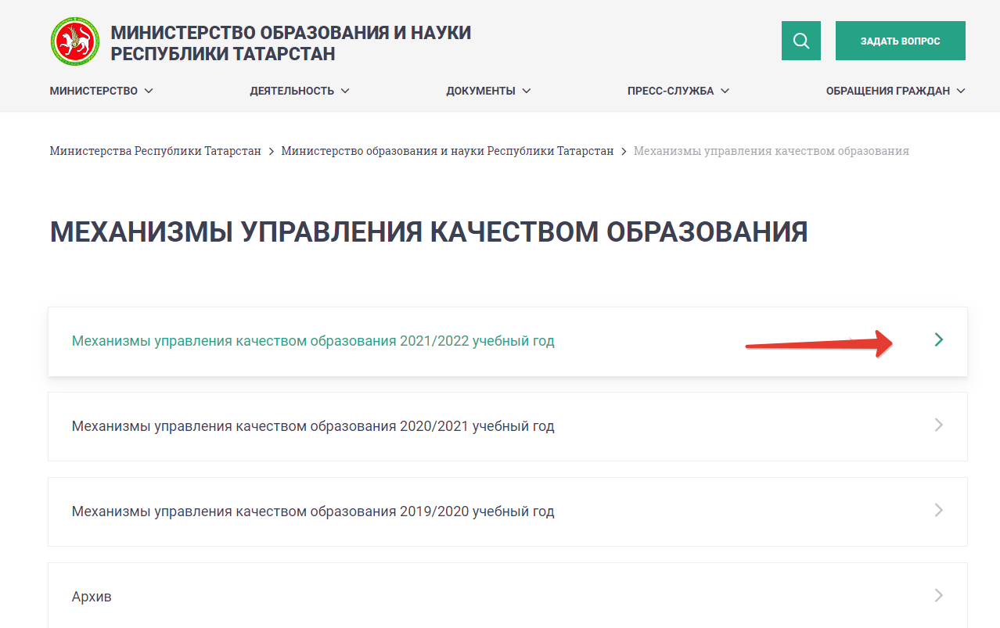 МИНИСТЕРСТВО ОБРАЗОВАНИЯ И НАУКИ
РЕСПУБЛИКИ ТАТАРСТАН
ЗАДАТЬ ВОПРОС
МИНИСТЕРСТВО ДЕЯТЕЛЬНОСТЬ ДОКУМЕНТЫ ПРЕСС-СЛУЖБА ОБРАЩЕНИЯ ГРАЖДАН
Министерства Республики Татарстан > Министерство образования и науки Республики Татарстан > Механизмы управления качеством образования
МЕХАНИЗМЫ УПРАВЛЕНИЯ КАЧЕСТВОМ ОБРАЗОВАНИЯ
Механизмы управления качеством образования 2021/2022 учебный год
Механизмы управления качеством образования 2020/2021 учебный год
Механизмы управления качеством образования 2019/2020 учебный год
Архив